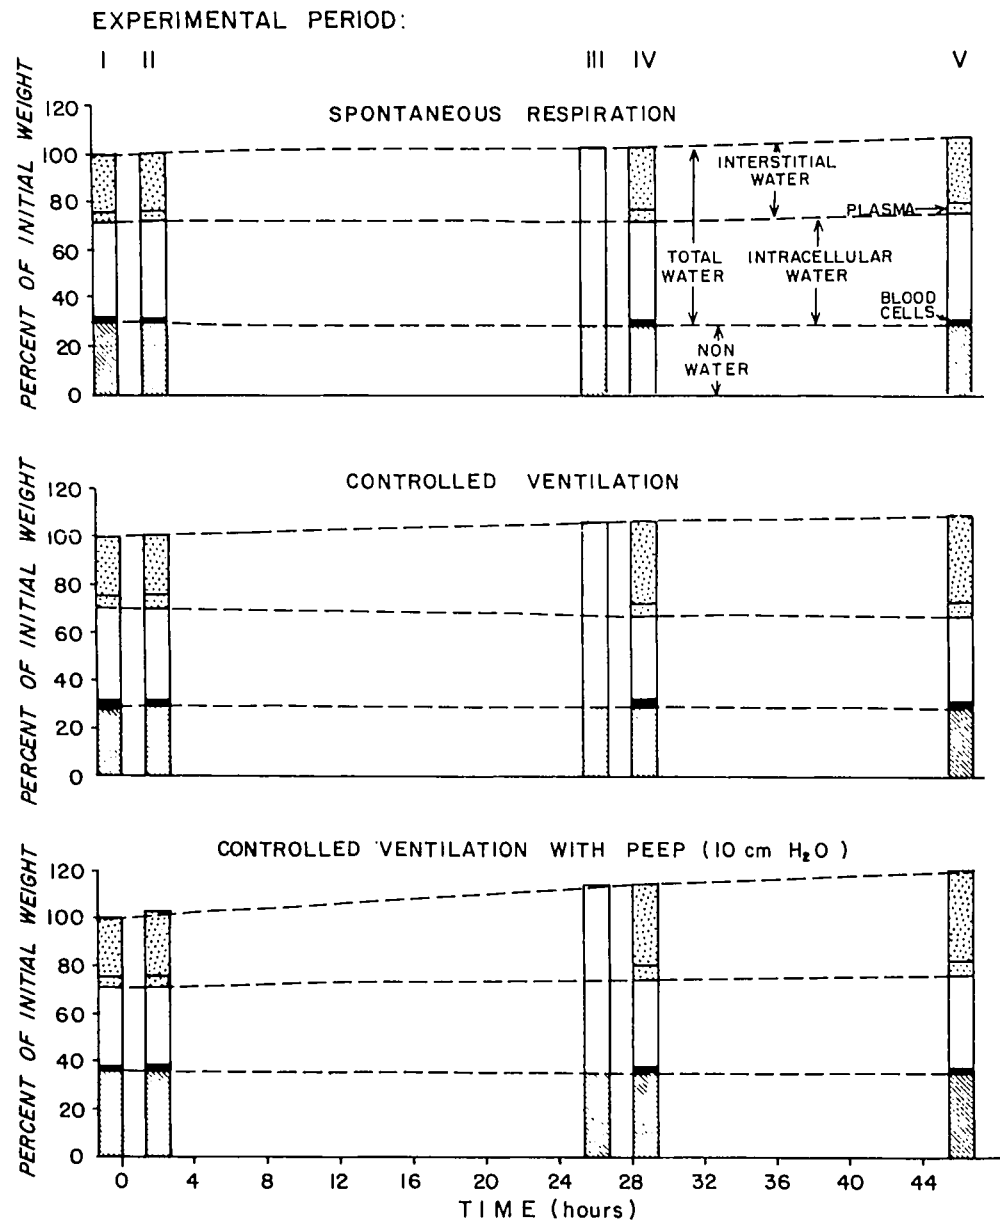 EXPERIMENTAL PERIOD:
I II III IV V
SPONTANEOUS RESPIRATION
PERCENT OF INITIAL WEIGHT
120
100
80
60
40
20
0
INTERSTITIAL
WATER
PLASMA
TOTAL
WATER
INTRACELLULAR
WATER
BLOOD
CELLS
NON
WATER
CONTROLLED VENTILATION
PERCENT OF INITIAL WEIGHT
120
100
80
60
40
20
0
CONTROLLED VENTILATION WITH PEEP (10 cm H₂O)
PERCENT OF INITIAL WEIGHT
120
100
80
60
40
20
0
0 4 8 12 16 20 24 28 32 36 40 44
TIME (hours)